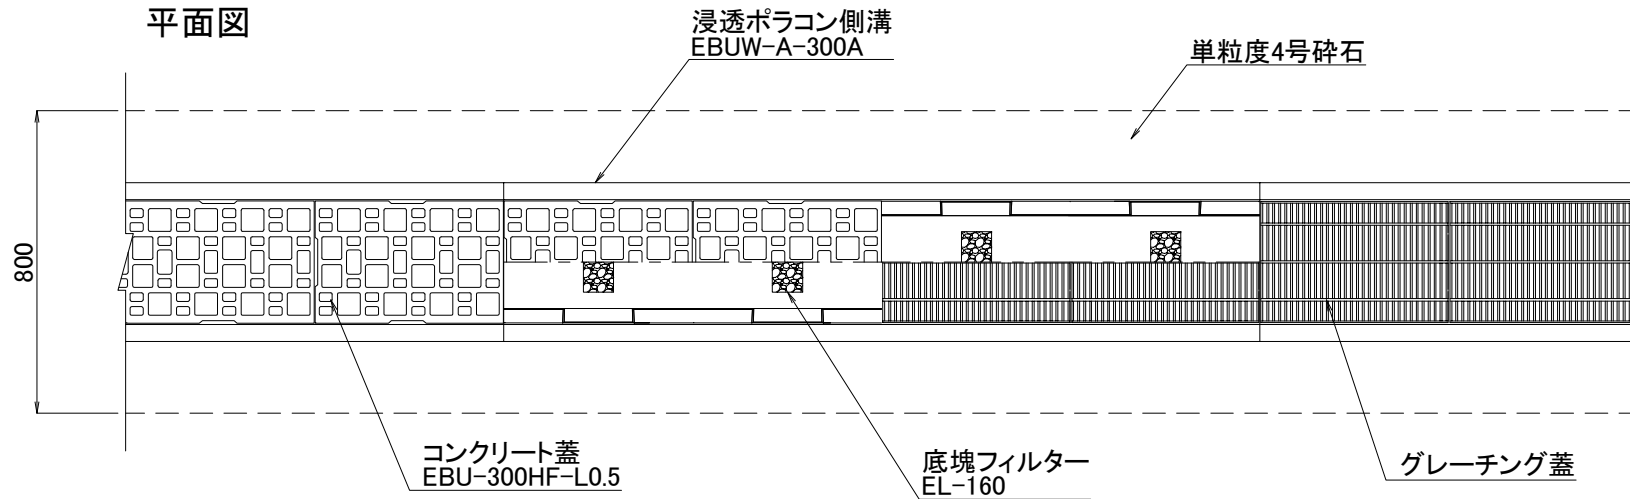 平面図
浸透ポラコン側溝
EBUW-A-300A
単粒度4号砕石
800
コンクリート蓋
EBU-300HF-L0.5
底塊フィルター
EL-160
グレーチング蓋